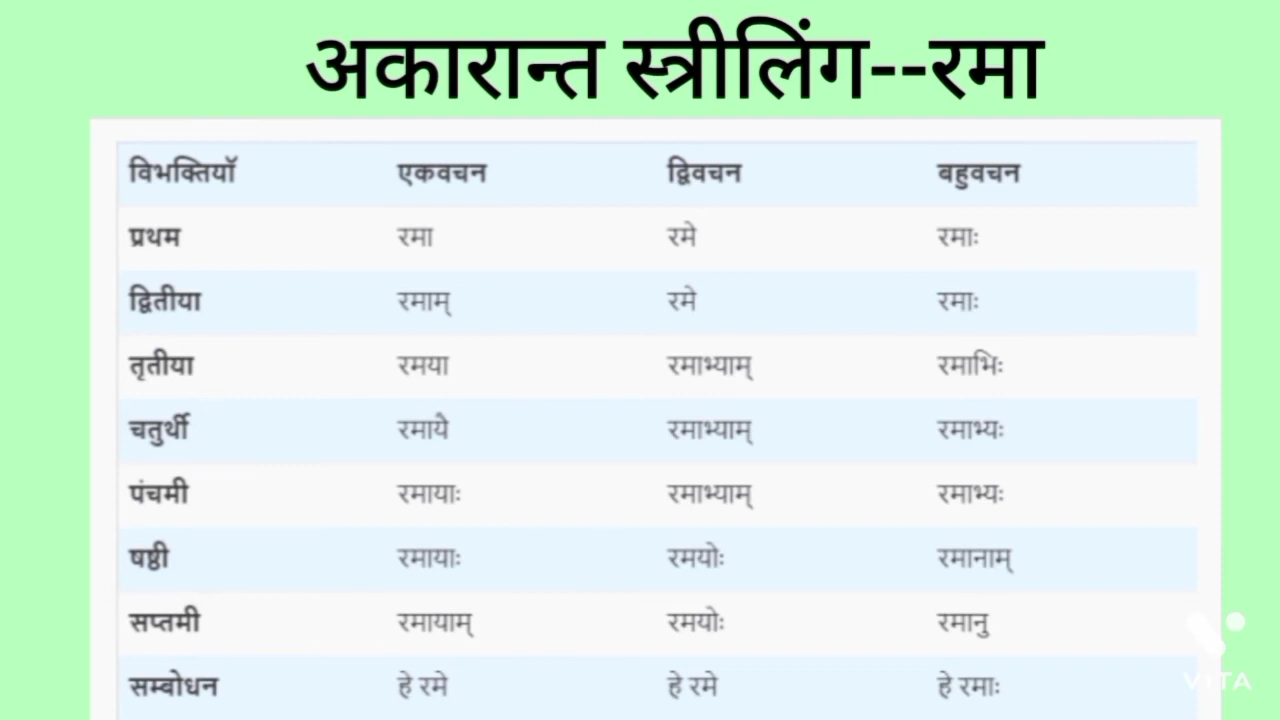 अकारान्त स्त्रीलिंग--रमा
विभक्तियॉ एकवचन द्विवचन बहुवचन
प्रथम रमा रमे रमाः
द्वितीया रमाम् रमे रमाः
तृतीया रमया रमाभ्याम् रमाभिः
चतुर्थी रमायै रमाभ्याम् रमाभ्यः
पंचमी रमायाः रमाभ्याम् रमाभ्यः
षष्ठी रमायाः रमयोः रमानाम्
सप्तमी रमायाम् रमयोः रमानु
सम्बोधन हे रमे हे रमे हे रमाः
VITA